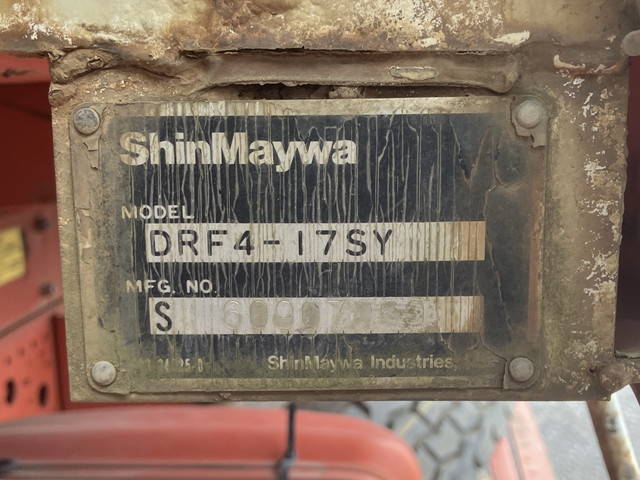 ShinMaywa
MODEL
DRF4-17SY
MFG. NO.
S
ShinMaywa Industries,